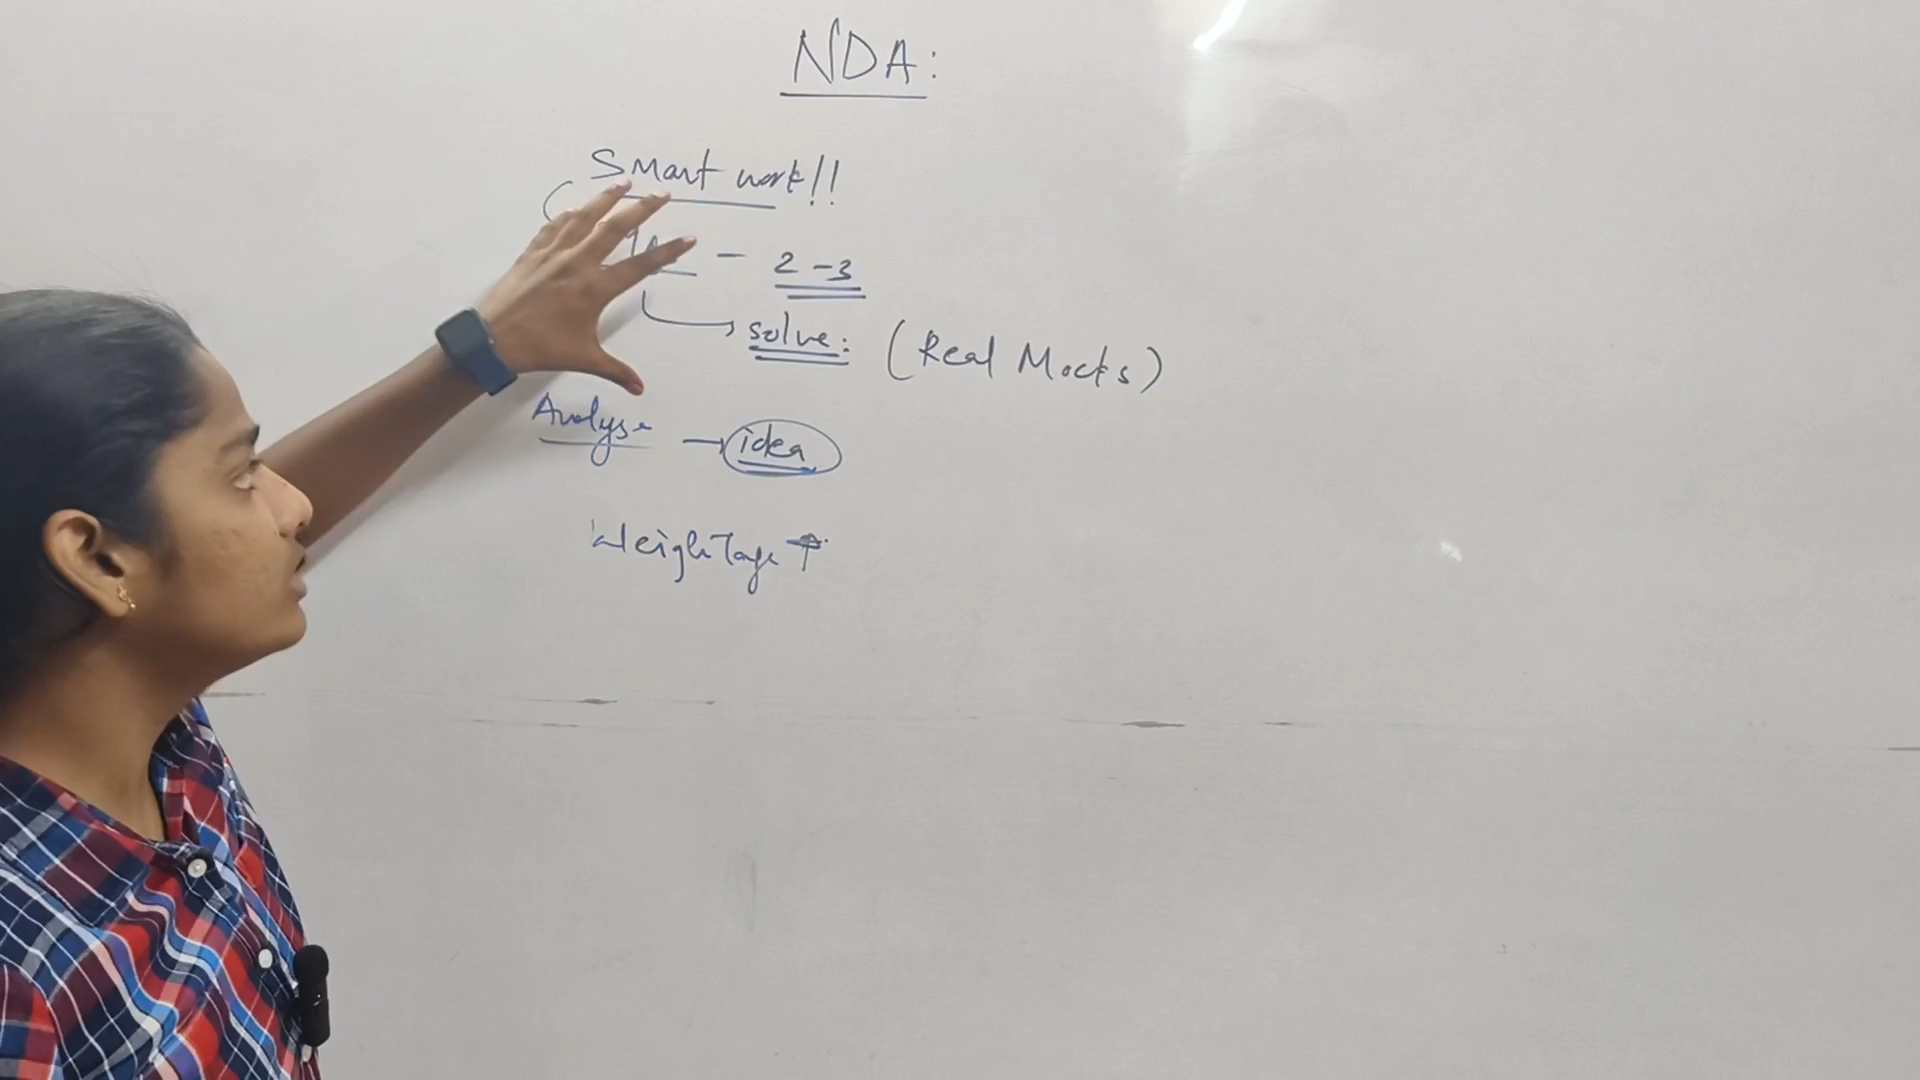 NDA:
Smart work!!
- 2-3
solve: (Real Mocks)
Analyse → idea
Weightage ↑